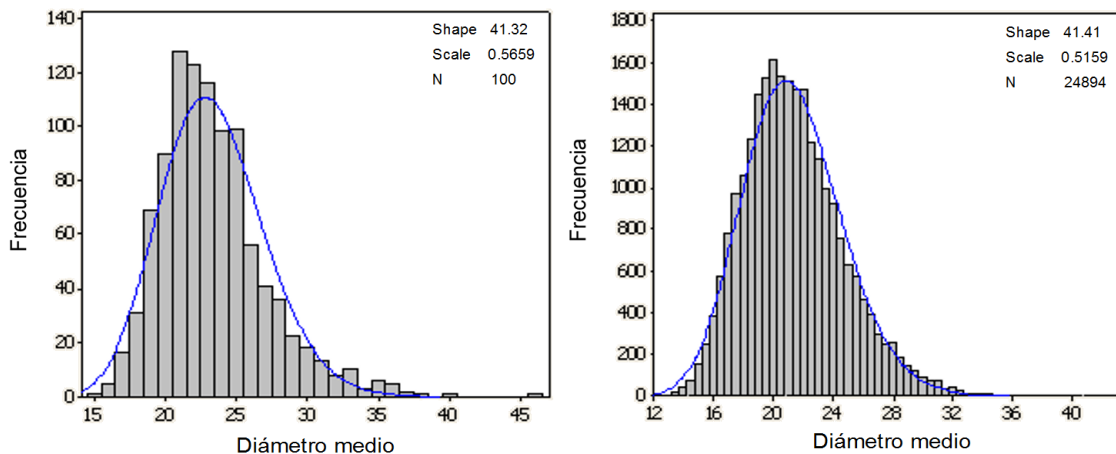 140
120
100
80
60
40
20
0
Frecuencia
15 20 25 30 35 40 45
Diámetro medio
Shape 41.32
Scale 0.5659
N 100
1800
1600
1400
1200
1000
800
600
400
200
0
Frecuencia
12 16 20 24 28 32 36 40
Diámetro medio
Shape 41.41
Scale 0.5159
N 24894